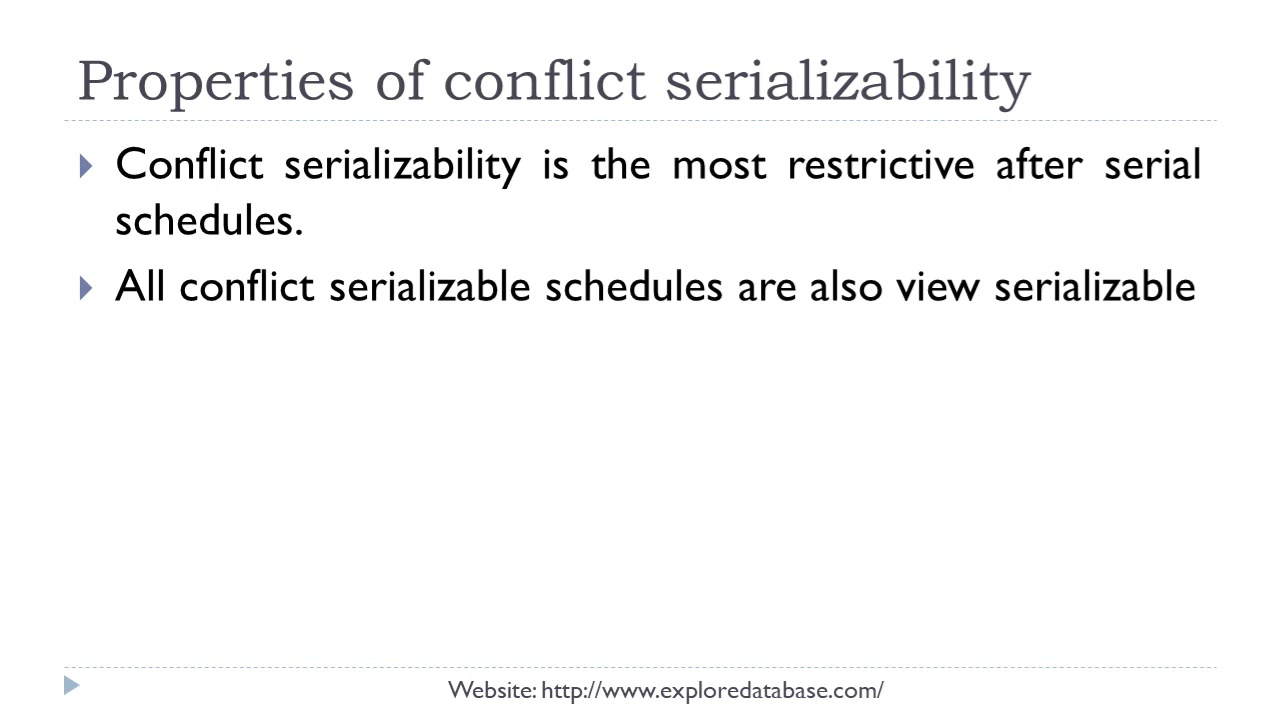 Properties of conflict serializability
Conflict serializability is the most restrictive after serial
schedules.
All conflict serializable schedules are also view serializable
Website: http://www.exploredatabase.com/